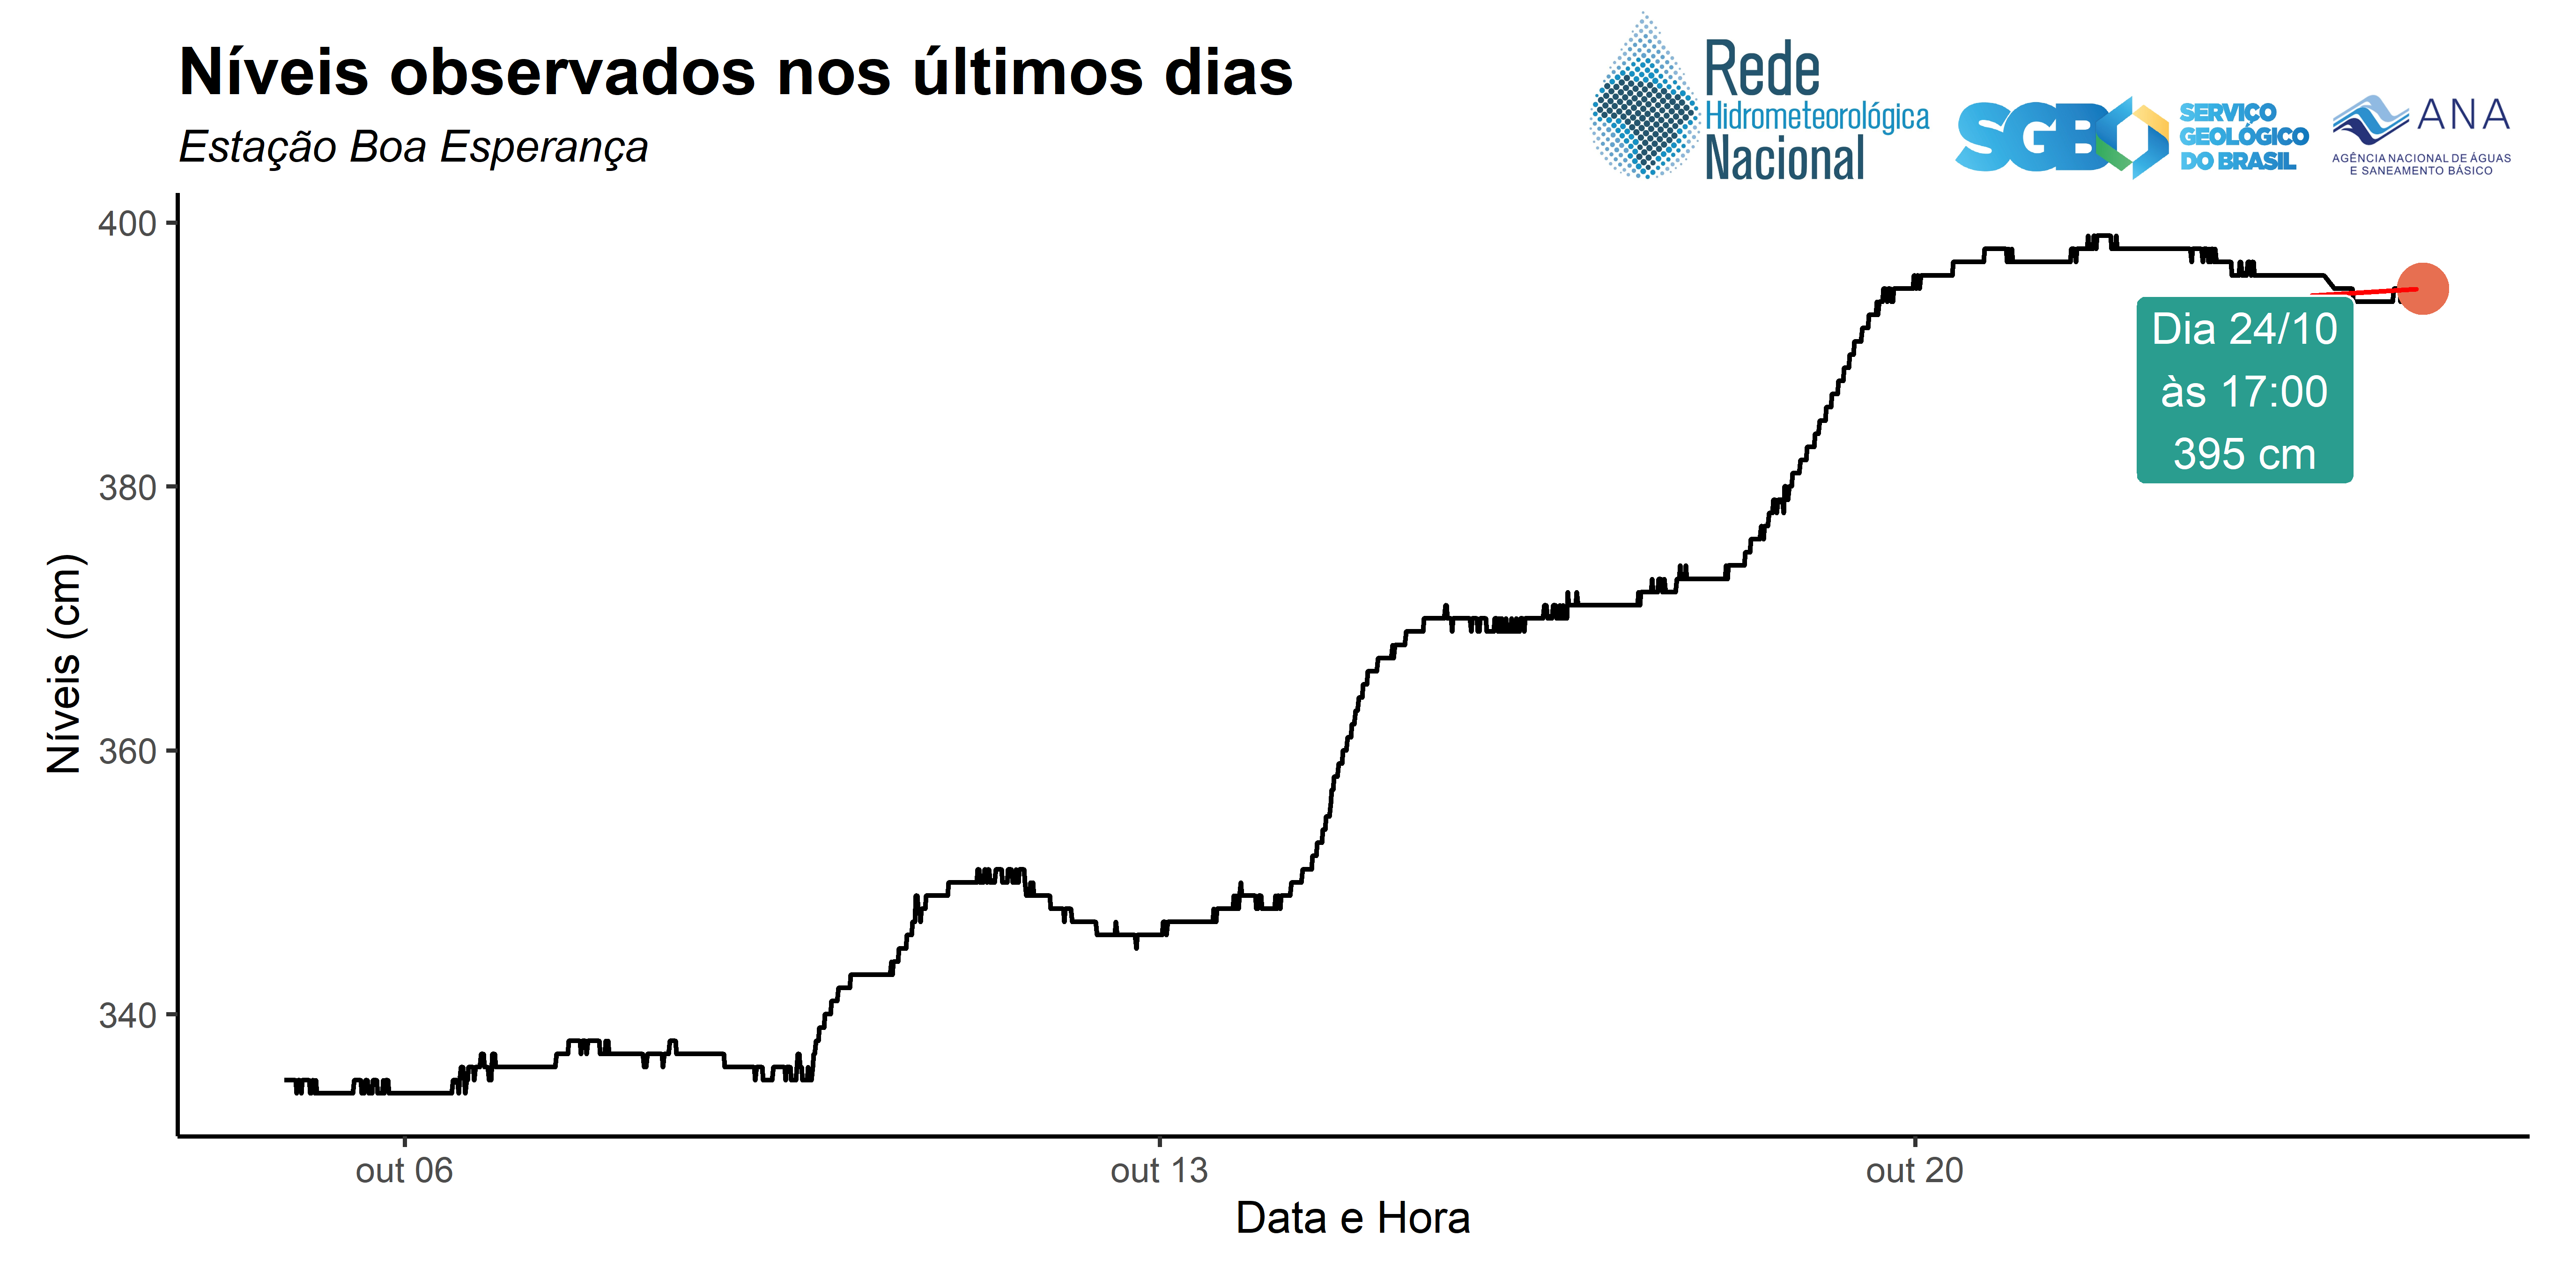 Níveis observados nos últimos dias
Estação Boa Esperança
Rede
Hidrometeorológica
Nacional
SGB
SERVIÇO
GEOLÓGICO
DO BRASIL
ANA
AGÊNCIA NACIONAL DE ÁGUAS
E SANEAMENTO BÁSICO
400
380
360
340
Níveis (cm)
Dia 24/10
às 17:00
395 cm
out 06
out 13
out 20
Data e Hora